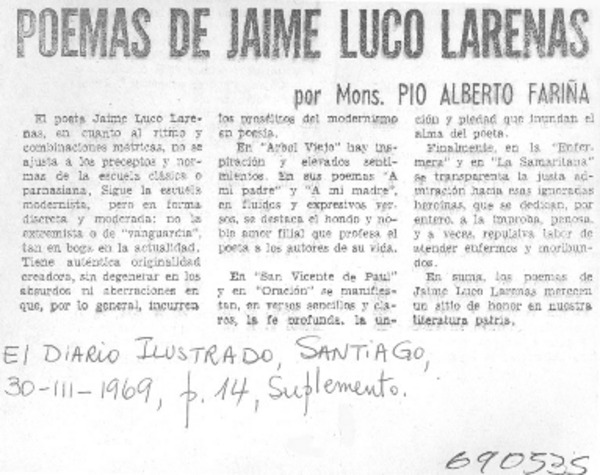 POEMAS DE JAIME LUCO LARENAS
por Mons. PIO ALBERTO FARIÑA
El poeta Jaime Luco Lare-
nas, en cuanto al ritmo y
combinaciones métricas, no se
ajusta a los preceptos y nor-
mas de la escuela clásica o
parnasiana, Sigue la escuela
modernista, pero en forma
discreta y moderada: no la
extremista o de "vanguardia",
tan en boga en la actualidad.
Tiene auténtica originalidad
creadora, sin degenerar en los
absurdos ni aberraciones en
que, por lo general, incurren
los prosélitos del modernismo
en poesía.
En "Arbol Viejo" hay ins-
piración y elevados senti-
mientos. En sus poemas "A
mi padre" y "A mi madre",
en fluidos y expresivos ver-
sos, se destaca el hondo y no-
ble amor filial que profesa el
poeta a los autores de su vida.
En "San Vicente de Paul"
y en "Oración" se manifies-
tan, en versos sencillos y cla-
ros, la fe profunda, la un-
ción y piedad que inundan el
alma del poeta.
Finalmente, en la "Enfer-
mera" y en "La Samaritana"
se transparenta la justa ad-
miración hacia esas ignoradas
heroínas, que se dedican, por
entero, a la ímproba, penosa,
y a veces, repulsiva labor de
atender enfermos y moribun-
dos.
En suma, los poemas de
Jaime Luco Larenas merecen
un sitio de honor en nuestra
literatura patria.
El DIARIO ILUSTRADO, SANTIAGO,
30-III-1969, p. 14, Suplemento.
690535